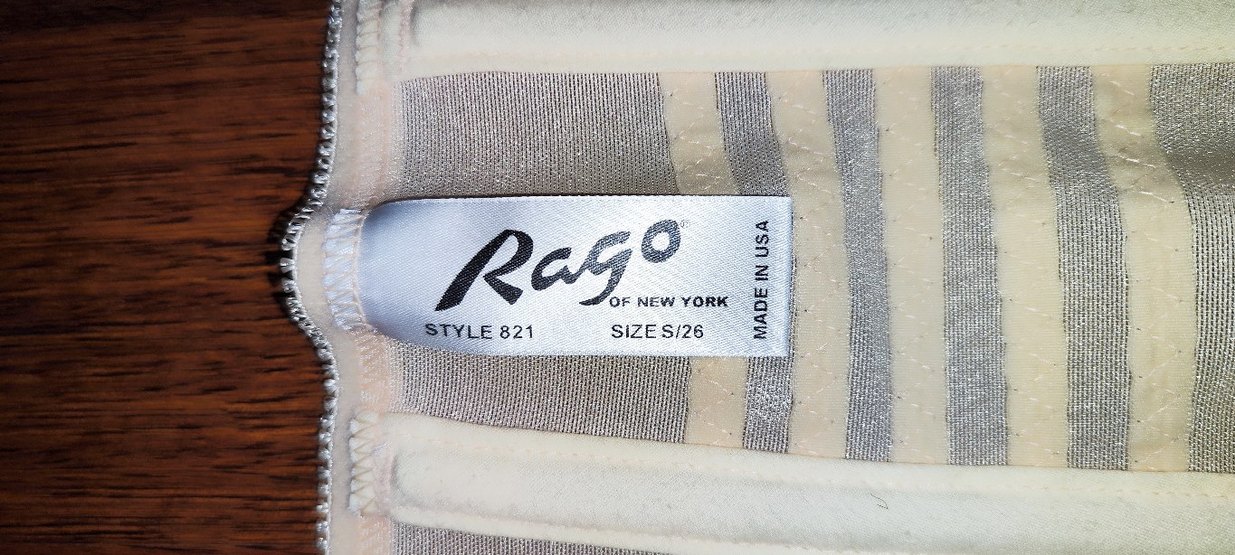 Rago®
OF NEW YORK
STYLE 821 SIZE S/26
MADE IN USA